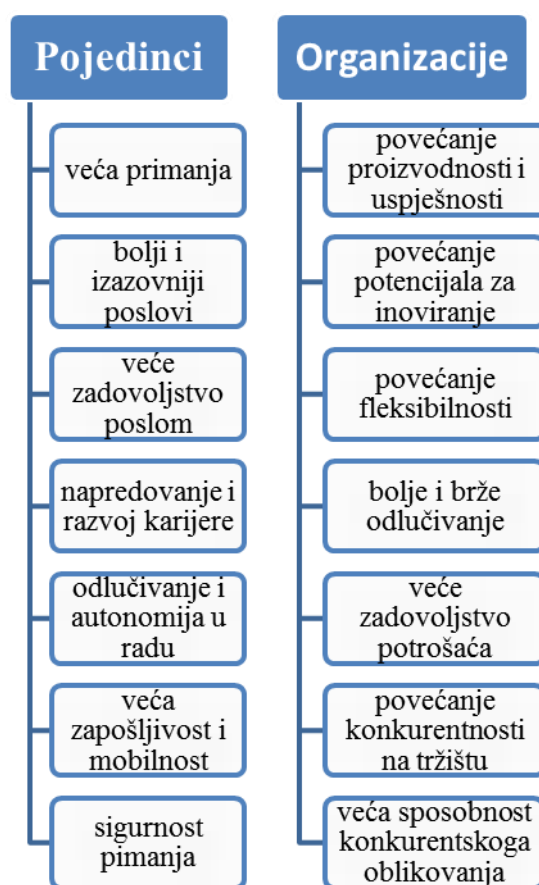 Pojedinci
veća primanja
bolji i
izazovniji
poslovi
veće
zadovoljstvo
poslom
napredovanje i
razvoj karijere
odlučivanje i
autonomija u
radu
veća
zapošljivost i
mobilnost
sigurnost
pimanja
Organizacije
povećanje
proizvodnosti i
uspješnosti
povećanje
potencijala za
inoviranje
povećanje
fleksibilnosti
bolje i brže
odlučivanje
veće
zadovoljstvo
potrošaća
povećanje
konkurentnosti
na tržištu
veća sposobnost
konkurentskoga
oblikovanja